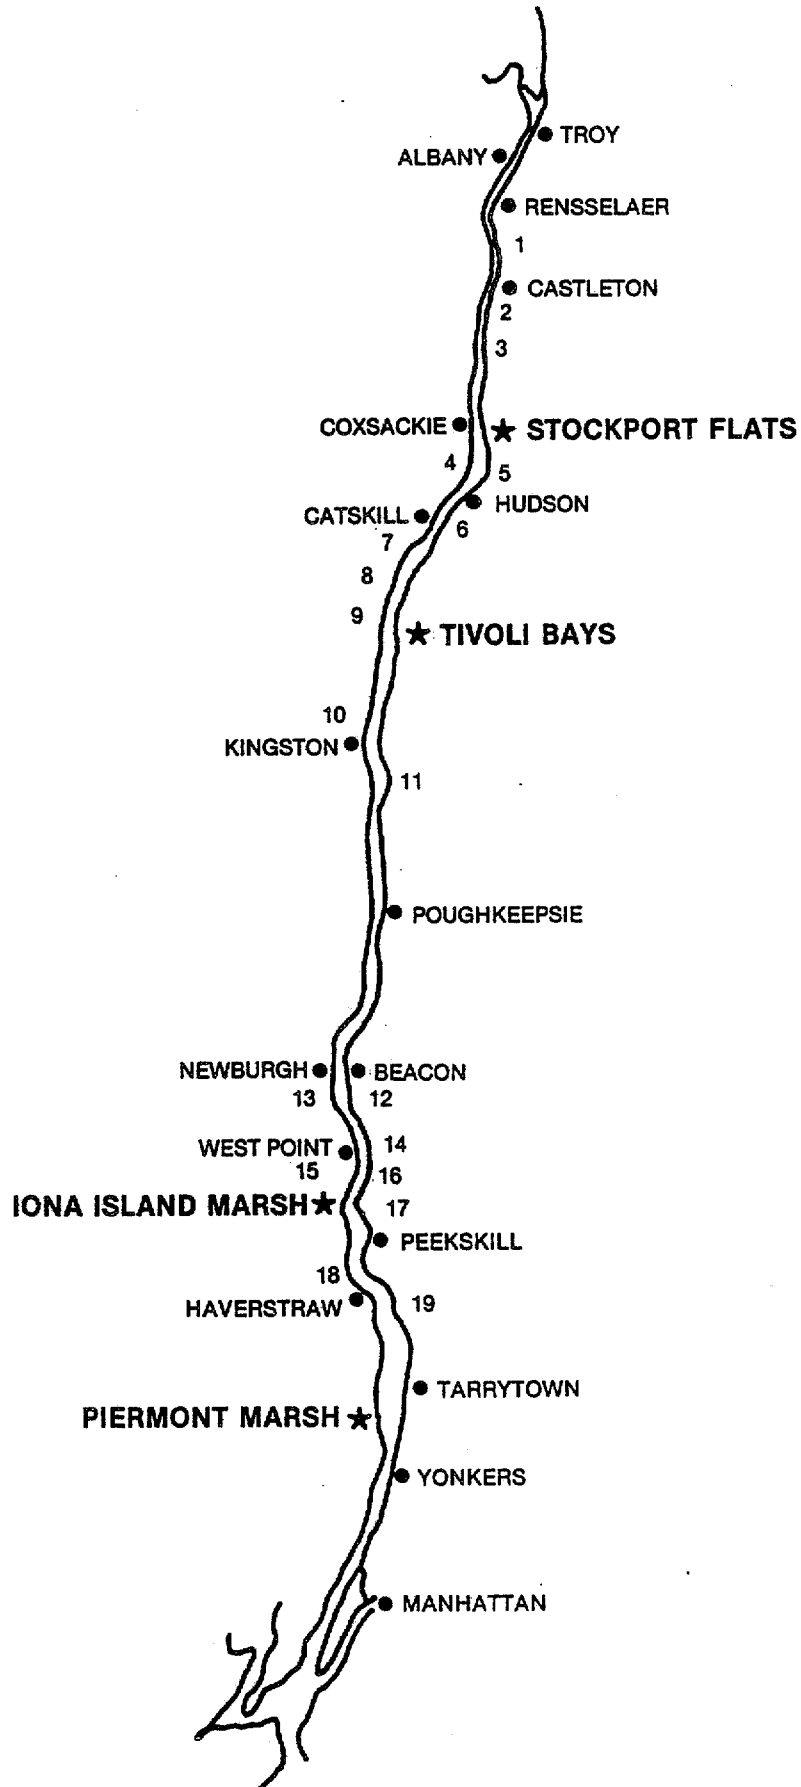 TROY
ALBANY
RENSSELAER
1
CASTLETON
2
3
COXSACKIE
STOCKPORT FLATS
4
5
HUDSON
CATSKILL
6
7
8
9
TIVOLI BAYS
10
KINGSTON
11
POUGHKEEPSIE
NEWBURGH
BEACON
13
12
WEST POINT
14
15
16
IONA ISLAND MARSH
17
PEEKSKILL
18
HAVERSTRAW
19
TARRYTOWN
PIERMONT MARSH
YONKERS
MANHATTAN